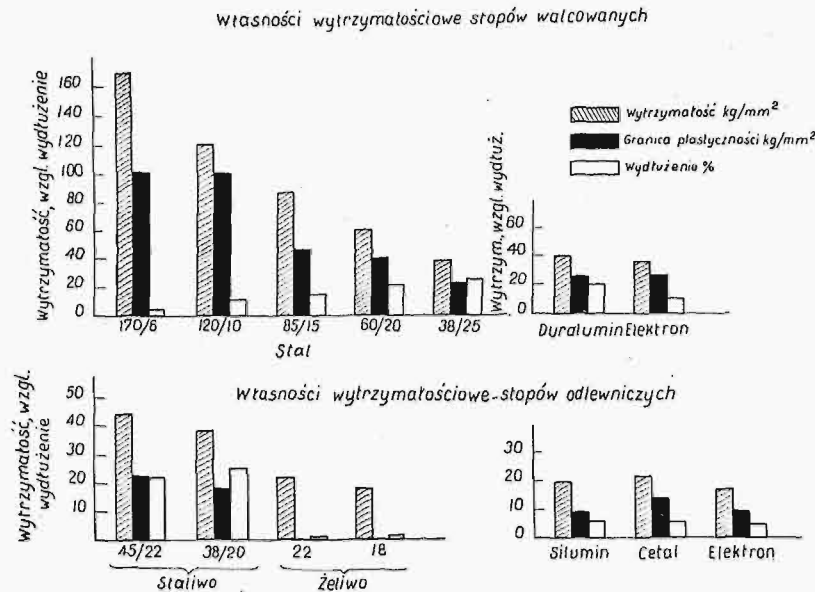 Własności wytrzymałościowe stopów walcowanych
Wytrzymałość, wzgl. wydłużenie
160
120
100
80
60
40
20
0
170/6 120/10 85/15 60/20 38/25
Stal
Wytrzymałość kg/mm²
Granica plastyczności kg/mm²
Wydłużenie %
Wytrzym., wzgl. wydłuż.
60
40
20
0
Duralumin Elektron
Własności wytrzymałościowe-stopów odlewniczych
Wytrzymałość, wzgl.
wydłużenie
50
40
30
20
10
45/22 38/20 22 18
Staliwo Żeliwo
30
20
10
0
Silumin Cetal Elektron